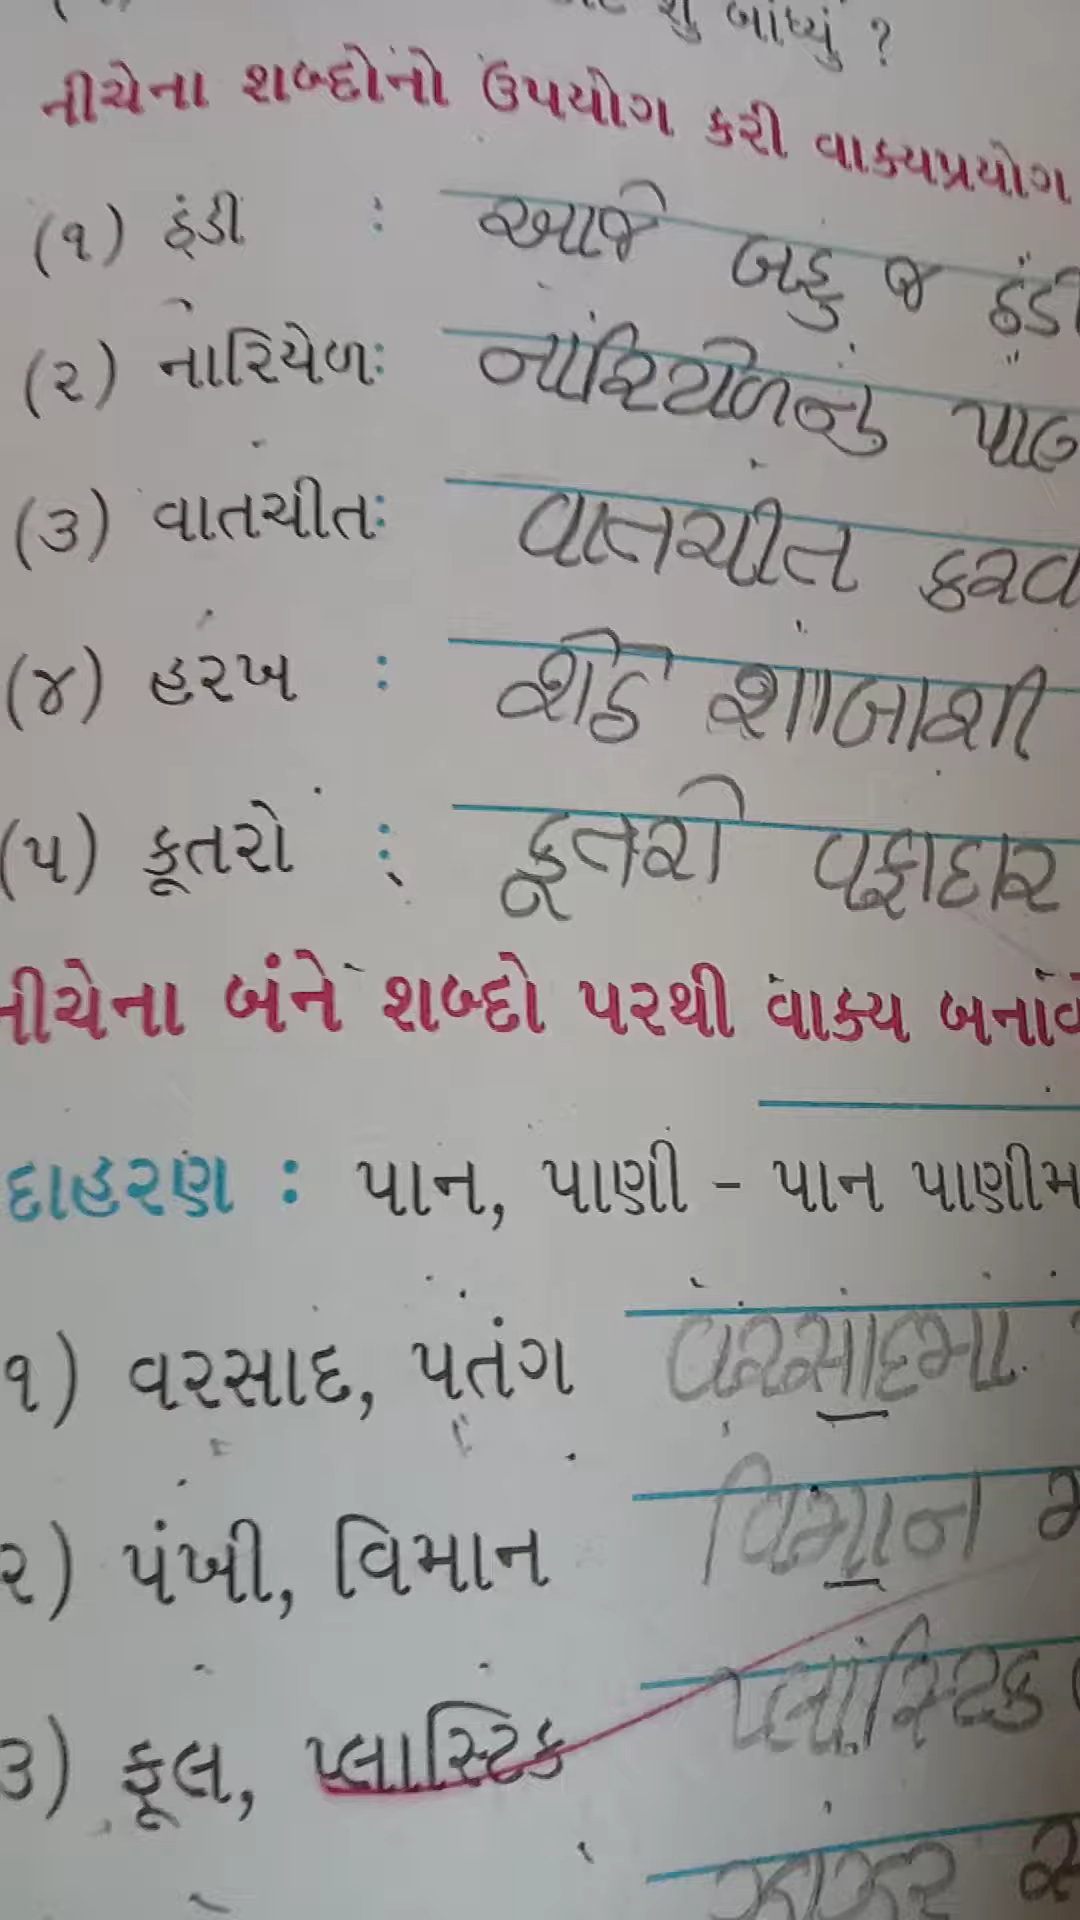 શું બાંધ્યું ?
નીચેના શબ્દોનો ઉપયોગ કરી વાક્યપ્રયોગ
(૧) ઠંડી : આજે બહુ જ ઠંડી
(૨) નારિયેળ: નારિયેળનું
(૩) વાતચીત: વાતચીત કરવ
(૪) હરખ : શેઠે શાબાશી
(૫) કૂતરો : કૂતરો વફાદાર
નીચેના બંને શબ્દો પરથી વાક્ય બનાવ
દાહરણ : પાન, પાણી - પાન પાણીમ
૧) વરસાદ, પતંગ વરસાદમાં
૨) પંખી, વિમાન વિમાન
૩) ફૂલ, પ્લાસ્ટિક પ્લાસ્ટિક